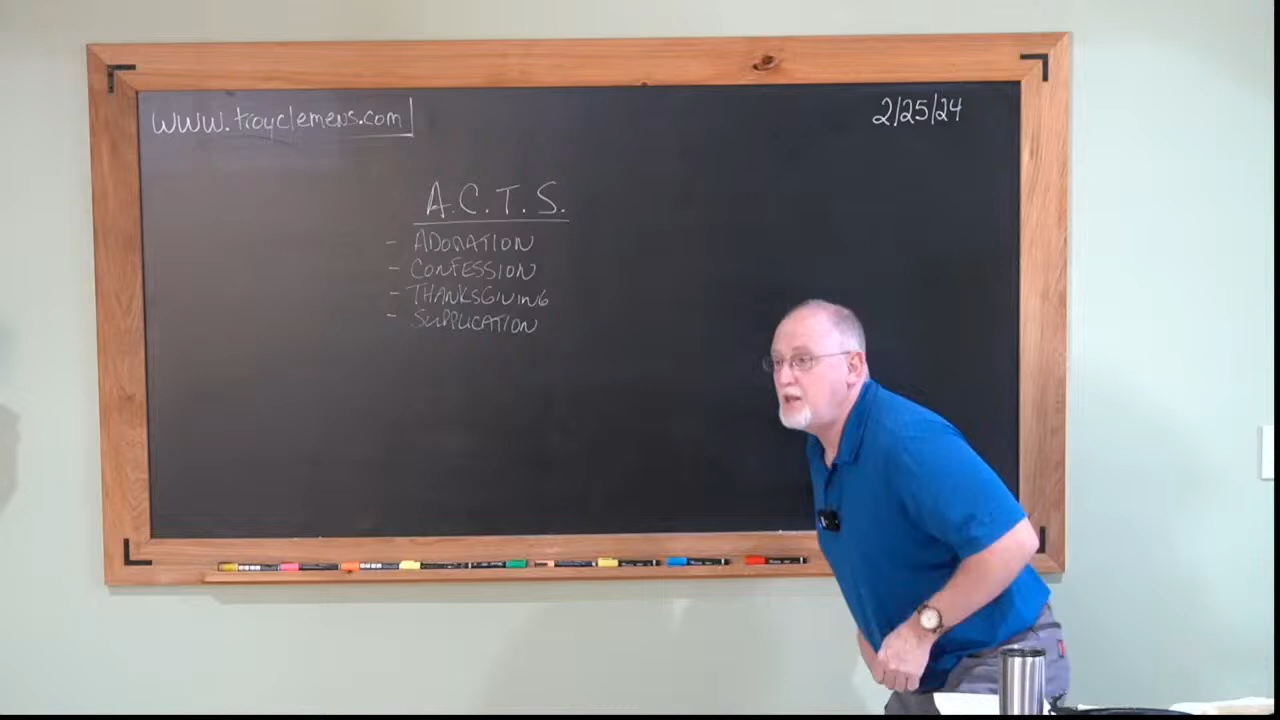 www.troyclemens.com
2/25/24
A.C.T.S.
- ADORATION
- CONFESSION
- THANKSGIVING
- SUPPLICATION